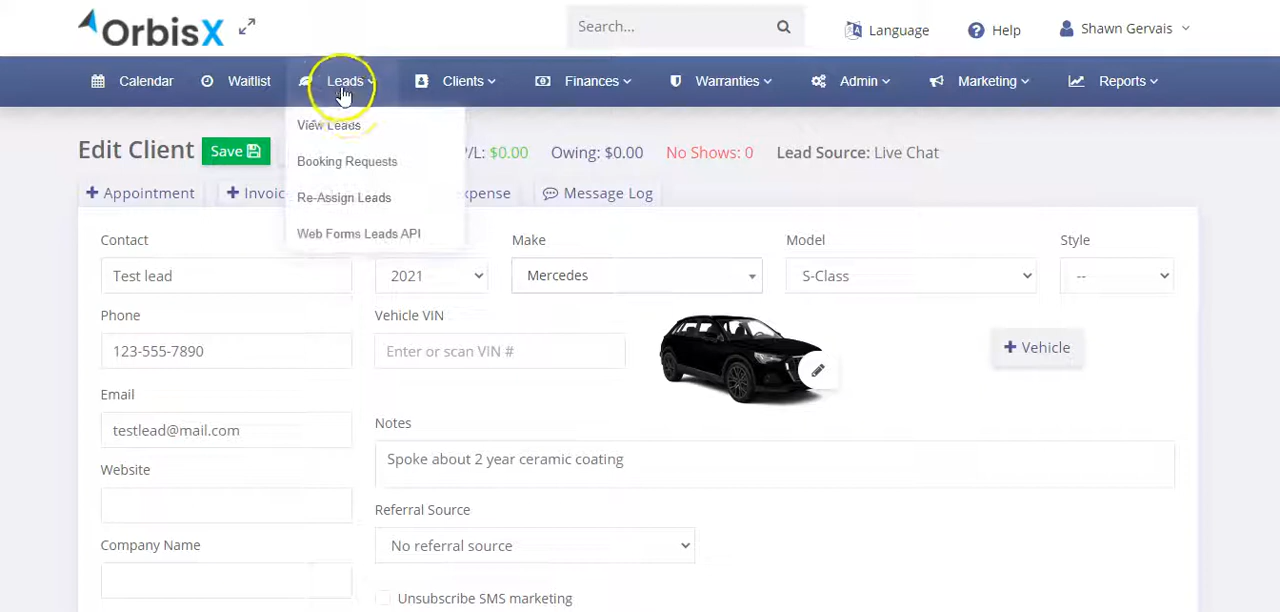 OrbisX
Search...
Language
Help
Shawn Gervais
Calendar
Waitlist
Leads
Clients
Finances
Warranties
Admin
Marketing
Reports
View Leads
Booking Requests
Re-Assign Leads
Web Forms Leads API
Edit Client
Save
P/L: $0.00
Owing: $0.00
No Shows: 0
Lead Source: Live Chat
+ Appointment
+ Invoic
pense
Message Log
Contact
Make
Model
Style
Test lead
2021
Mercedes
S-Class
--
Phone
Vehicle VIN
123-555-7890
Enter or scan VIN #
+ Vehicle
Email
Notes
testlead@mail.com
Spoke about 2 year ceramic coating
Website
Referral Source
Company Name
No referral source
Unsubscribe SMS marketing